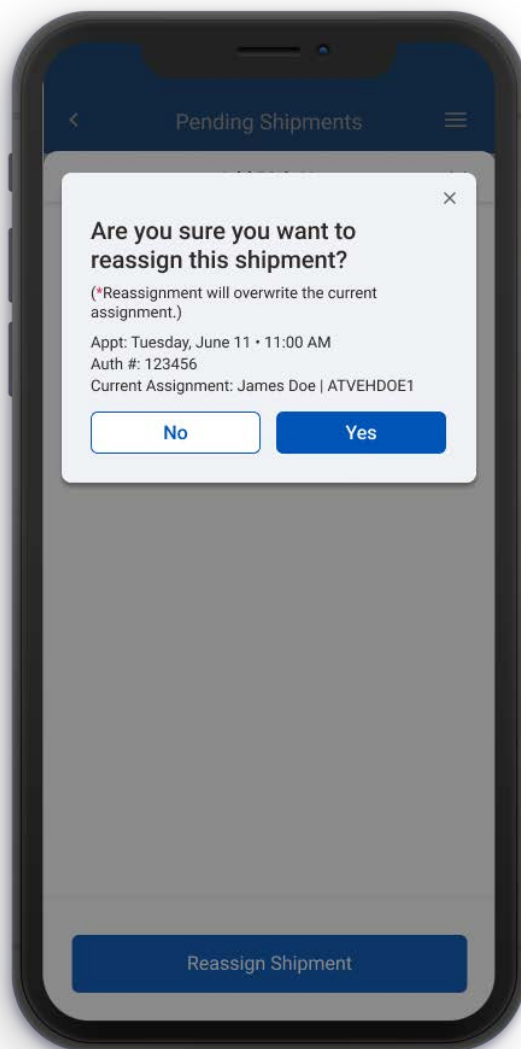 Pending Shipments
Are you sure you want to
reassign this shipment?
(*Reassignment will overwrite the current
assignment.)
Appt: Tuesday, June 11 • 11:00 AM
Auth #: 123456
Current Assignment: James Doe | ATVEHDOE1
No
Yes
Reassign Shipment